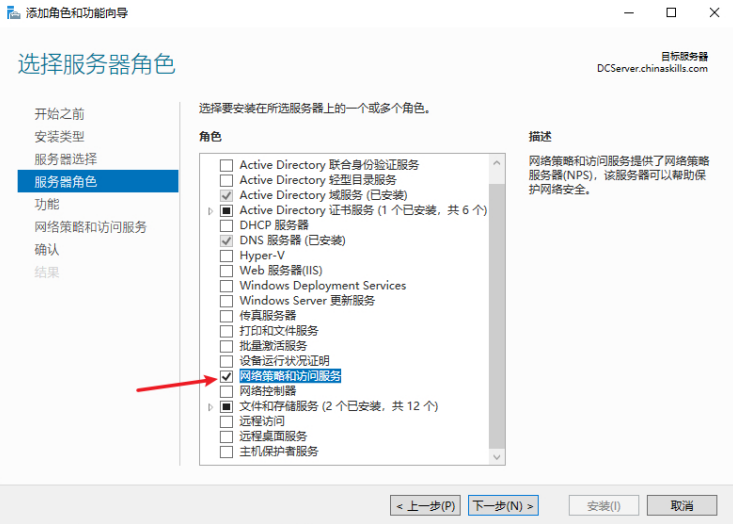 添加角色和功能向导
选择服务器角色
目标服务器
DCServer.chinaskills.com
开始之前
安装类型
服务器选择
服务器角色
功能
网络策略和访问服务
确认
结果
选择要安装在所选服务器上的一个或多个角色。
角色
Active Directory 联合身份验证服务
Active Directory 轻型目录服务
Active Directory 域服务 (已安装)
Active Directory 证书服务 (1 个已安装，共 6 个)
DHCP 服务器
DNS 服务器 (已安装)
Hyper-V
Web 服务器(IIS)
Windows Deployment Services
Windows Server 更新服务
传真服务器
打印和文件服务
批量激活服务
设备运行状况证明
网络策略和访问服务
网络控制器
文件和存储服务 (2 个已安装，共 12 个)
远程访问
远程桌面服务
主机保护者服务
描述
网络策略和访问服务提供了网络策略
服务器(NPS)，该服务器可以帮助保
护网络安全。
< 上一步(P)
下一步(N) >
安装(I)
取消